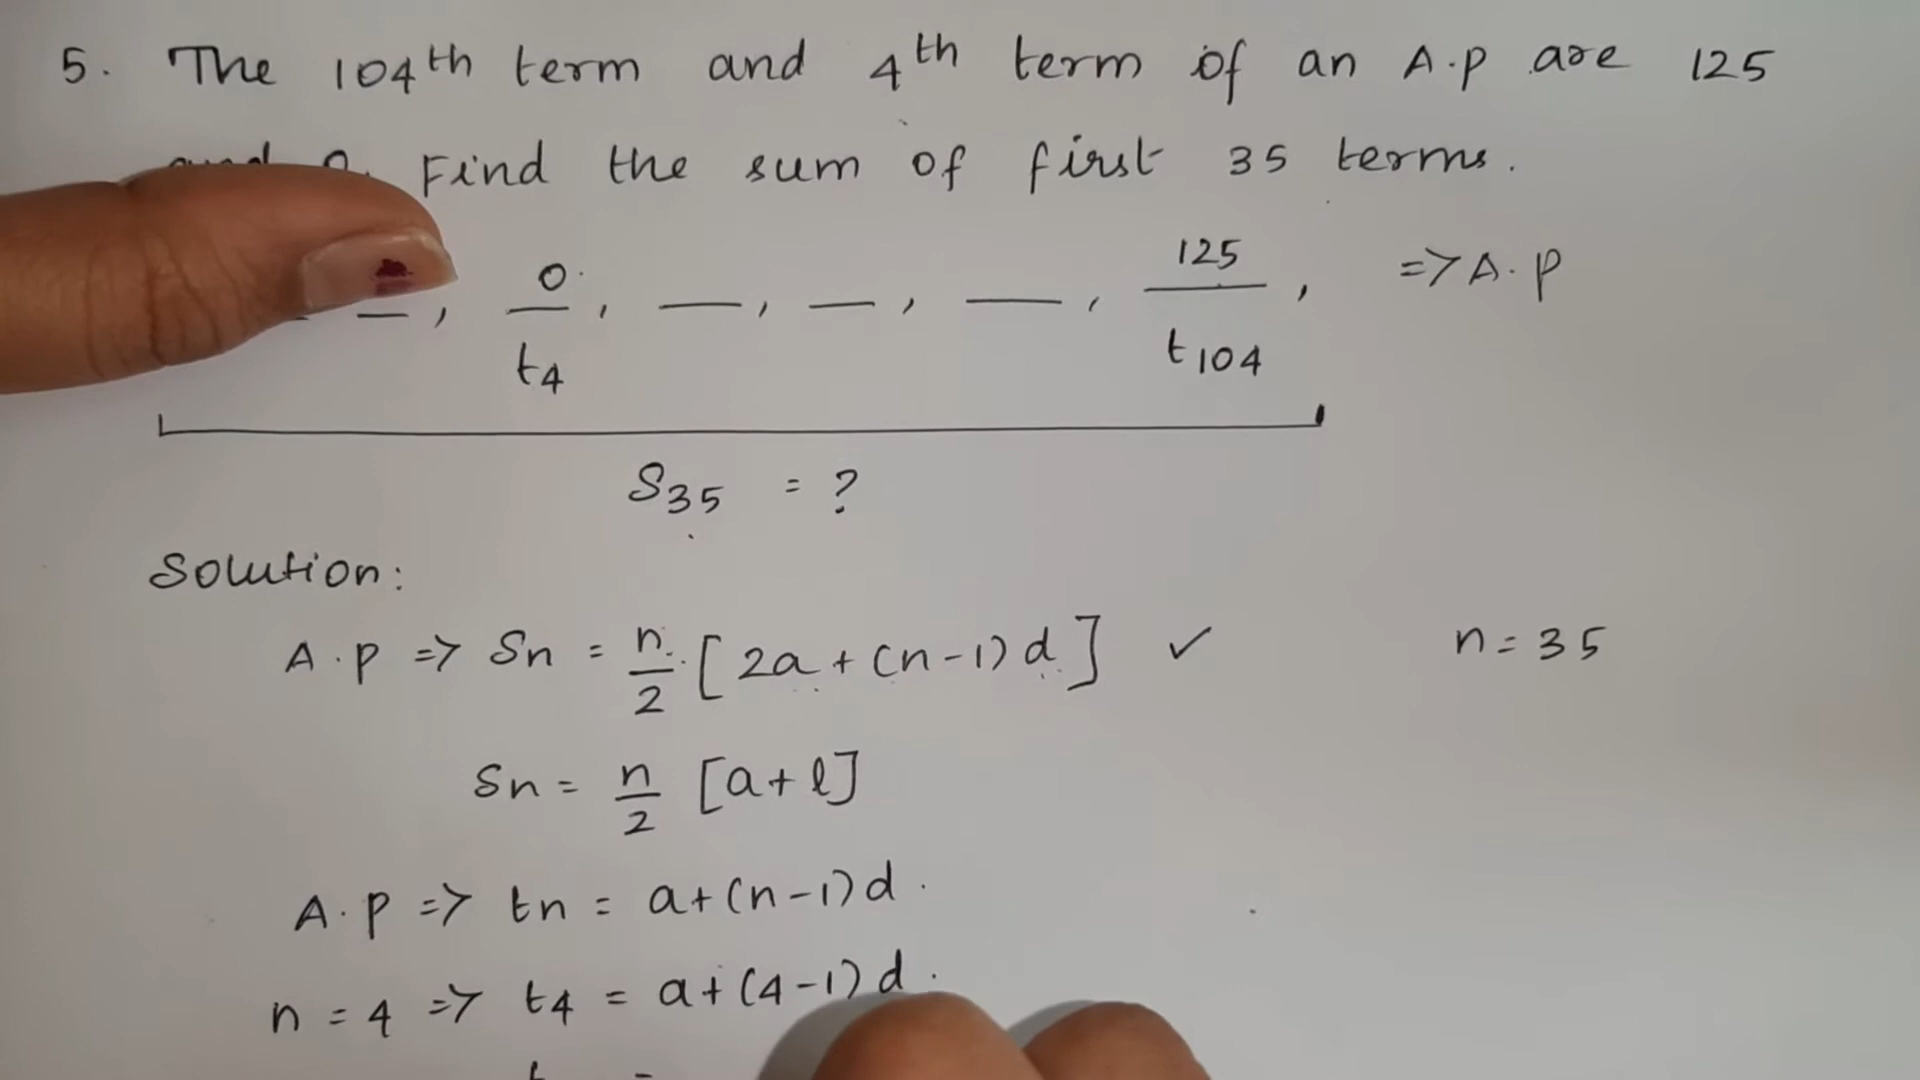 5. The 104th term and 4th term of an A.p are 125
Find the sum of first 35 terms.
0/t4, —, —, —, 125/t104, => A.p
S35 = ?
Solution:
A.p => Sn = n/2 [2a + (n-1)d] ✓ n = 35
Sn = n/2 [a+l]
A.p => tn = a+(n-1)d.
n = 4 => t4 = a+(4-1)d.